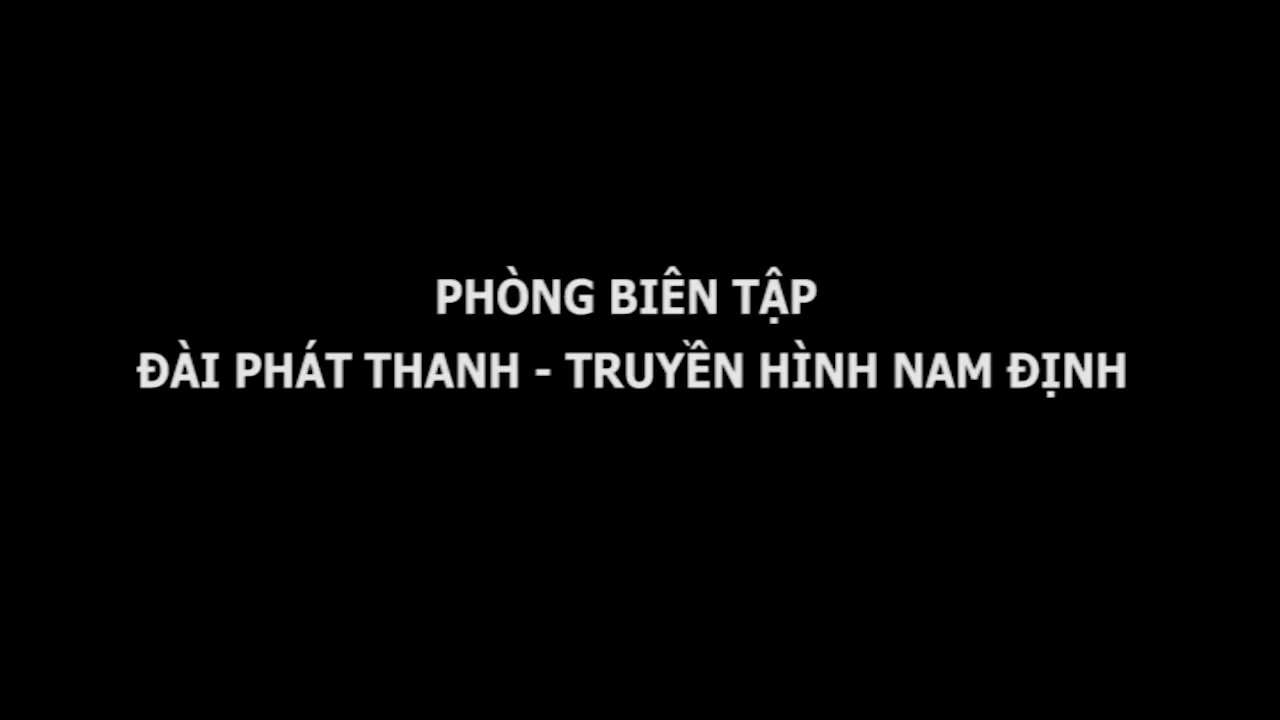 PHÒNG BIÊN TẬP
ĐÀI PHÁT THANH - TRUYỀN HÌNH NAM ĐỊNH